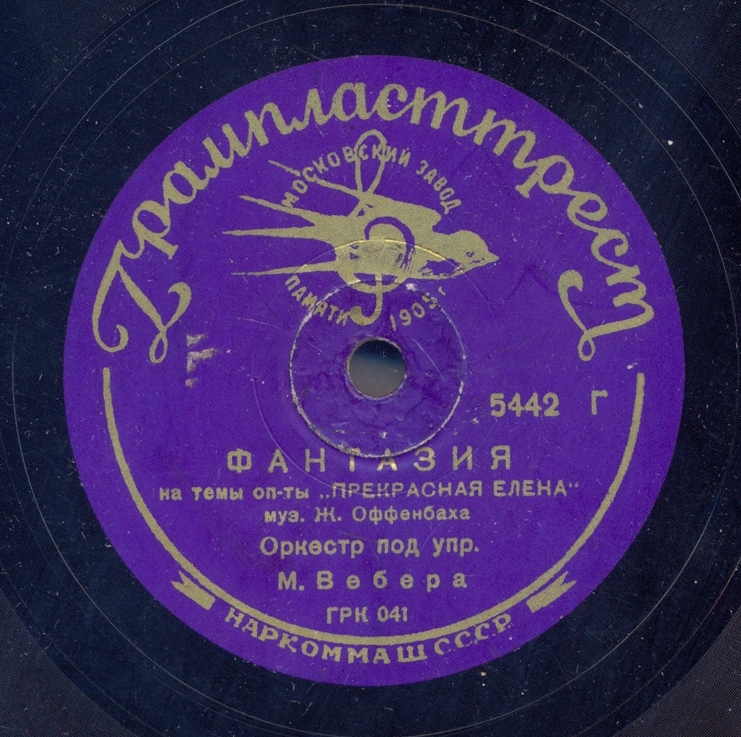 Грампласттрест
МОСКОВСКИЙ ЗАВОД
ПАМЯТИ 1905 г
5442 Г
ФАНТАЗИЯ
на темы оп-ты „ПРЕКРАСНАЯ ЕЛЕНА“
муз. Ж. Оффенбаха
Оркестр под упр.
М. Вебера
ГРК 041
НАРКОММАШ СССР